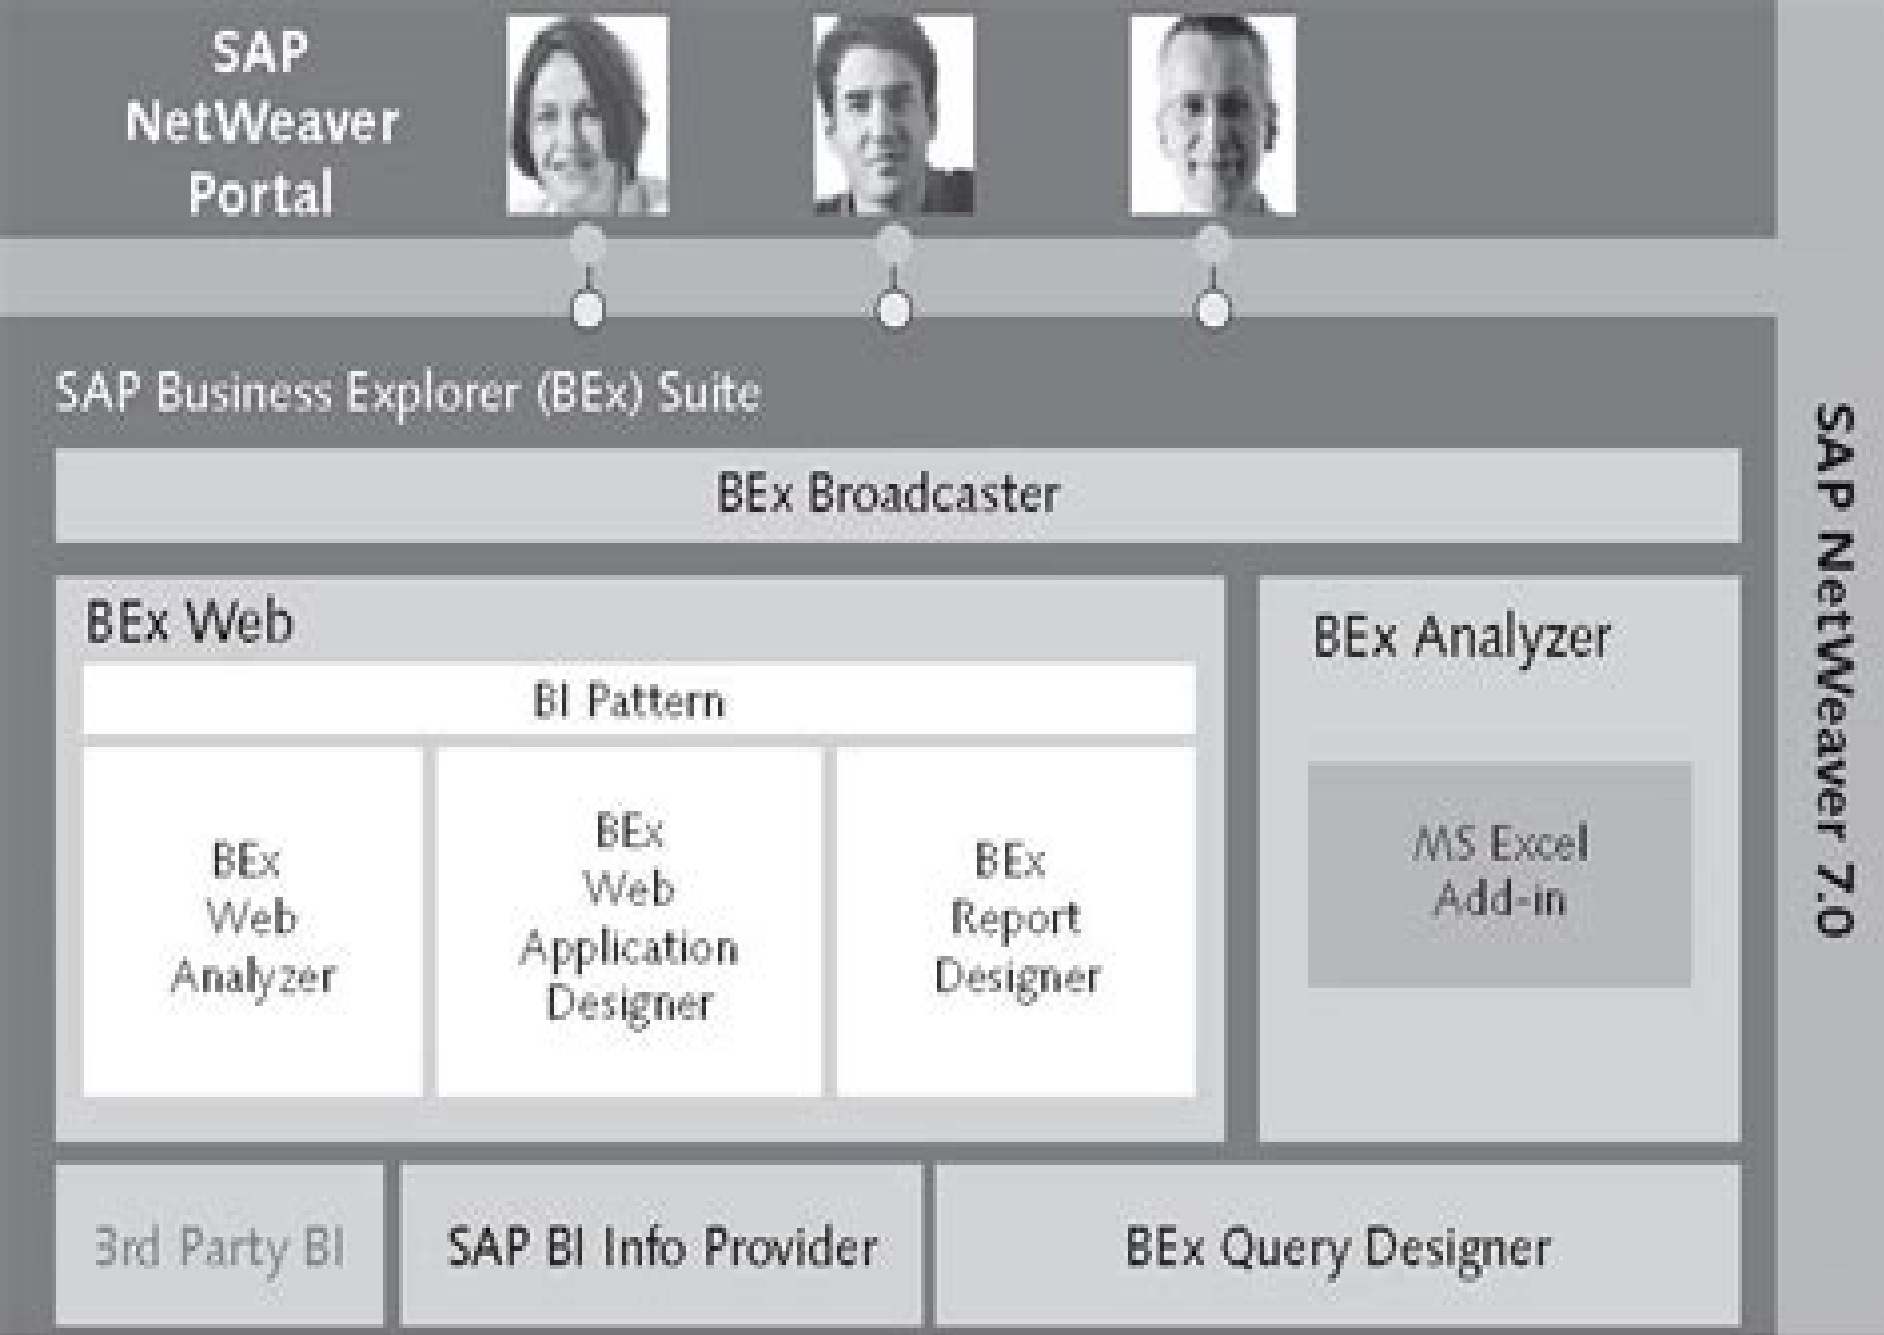 SAP
NetWeaver
Portal
SAP Business Explorer (BEx) Suite
BEx Broadcaster
BEx Web
BI Pattern
BEx
Web
Analyzer
BEx
Web
Application
Designer
BEx
Report
Designer
BEx Analyzer
MS Excel
Add-in
3rd Party BI
SAP BI Info Provider
BEx Query Designer
SAP NetWeaver 7.0